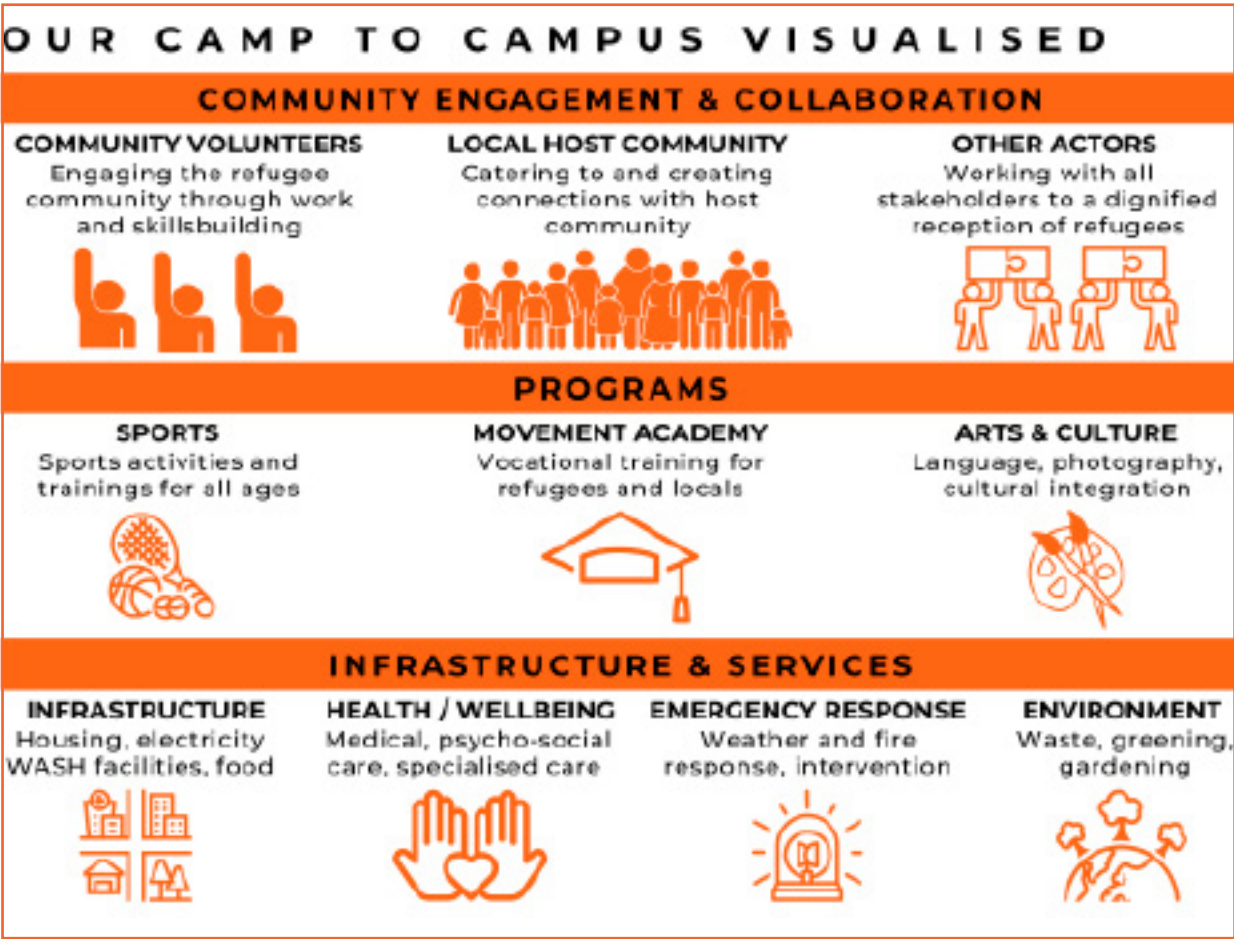 OUR CAMP TO CAMPUS VISUALISED
COMMUNITY ENGAGEMENT & COLLABORATION
COMMUNITY VOLUNTEERS
Engaging the refugee
community through work
and skillsbuilding
LOCAL HOST COMMUNITY
Catering to and creating
connections with host
community
OTHER ACTORS
Working with all
stakeholders to a dignified
reception of refugees
PROGRAMS
SPORTS
Sports activities and
trainings for all ages
MOVEMENT ACADEMY
Vocational training for
refugees and locals
ARTS & CULTURE
Language, photography,
cultural integration
INFRASTRUCTURE & SERVICES
INFRASTRUCTURE
Housing, electricity
WASH facilities, food
HEALTH / WELLBEING
Medical, psycho-social
care, specialised care
EMERGENCY RESPONSE
Weather and fire
response, intervention
ENVIRONMENT
Waste, greening,
gardening